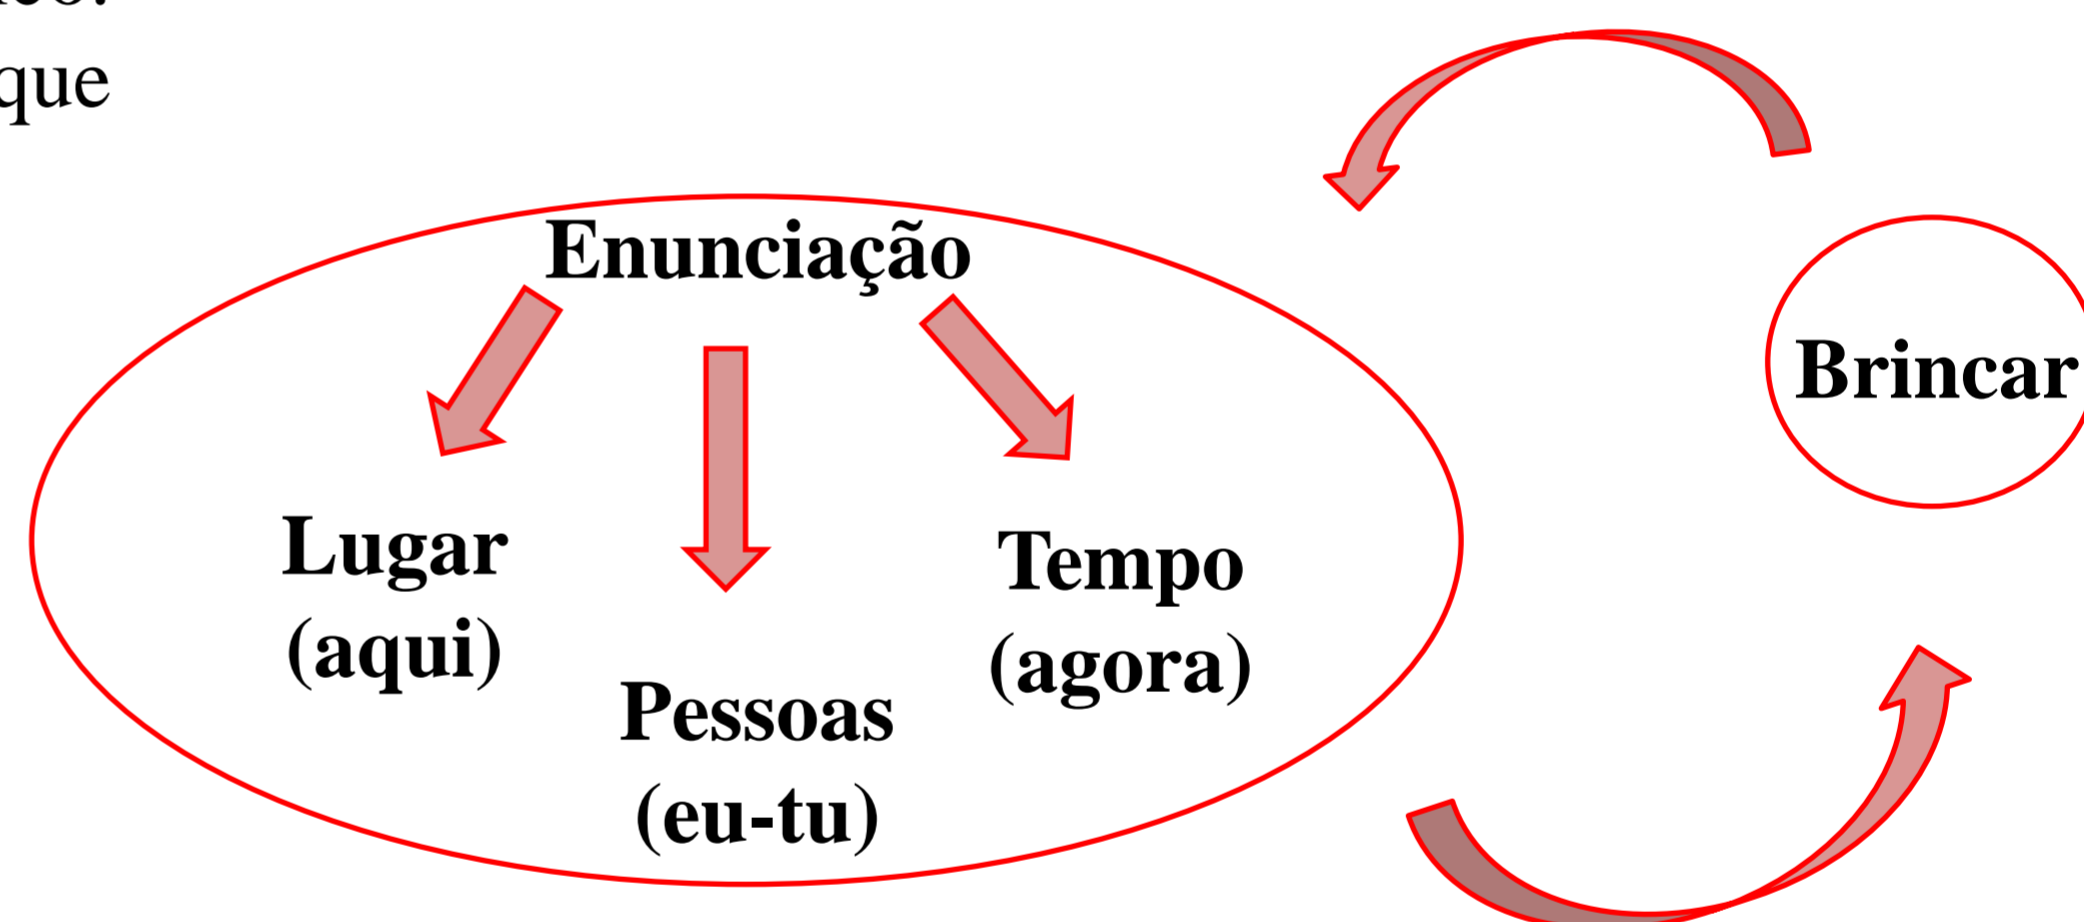 que
Enunciação
Brincar
Lugar
(aqui)
Tempo
(agora)
Pessoas
(eu-tu)